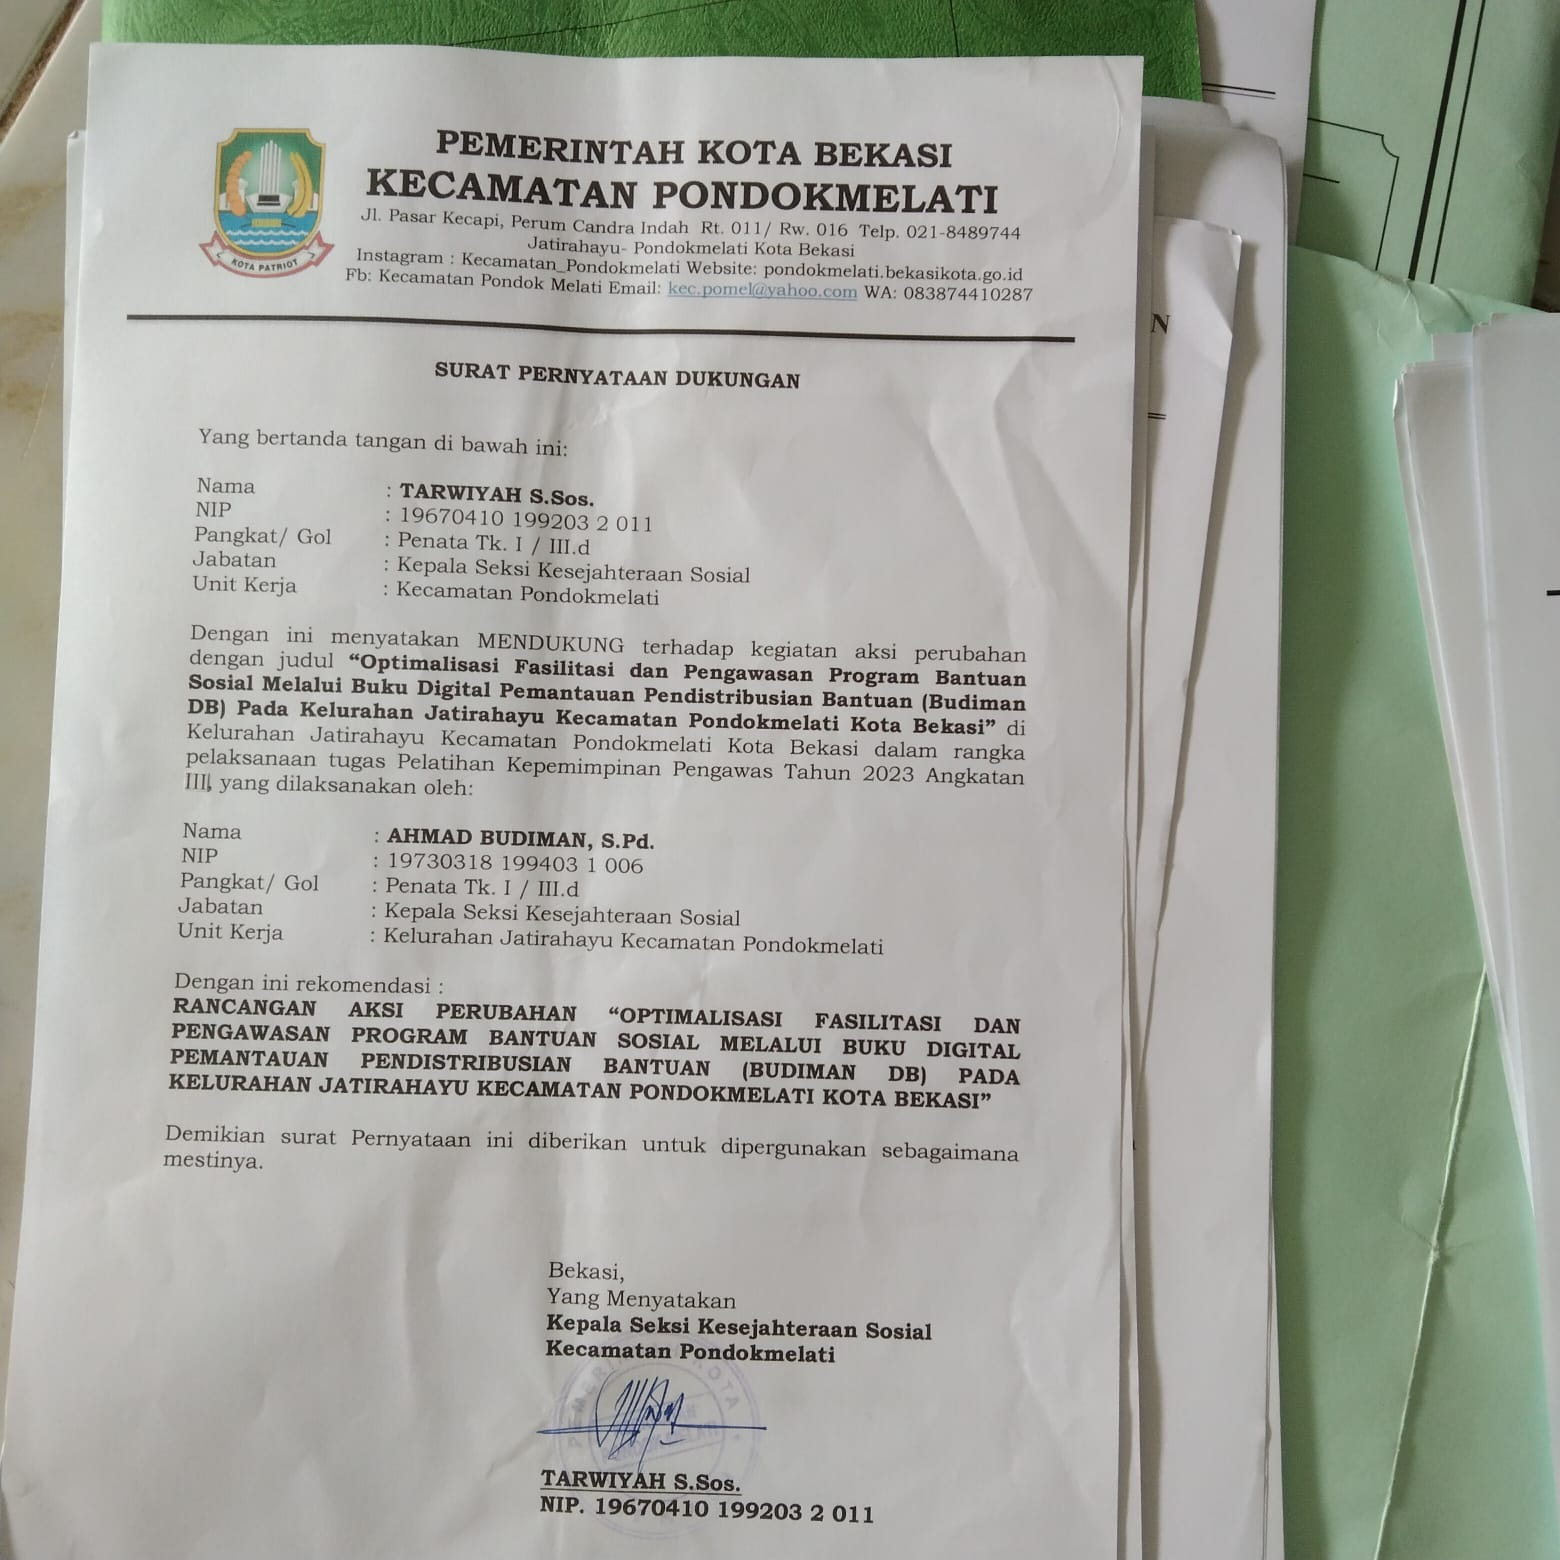 PEMERINTAH KOTA BEKASI
KECAMATAN PONDOKMELATI
Jl. Pasar Kecapi, Perum Candra Indah Rt. 011/ Rw. 016 Telp. 021-8489744
Jatirahayu- Pondokmelati Kota Bekasi
Instagram : Kecamatan_Pondokmelati Website: pondokmelati.bekasikota.go.id
Fb: Kecamatan Pondok Melati Email: kec.pomel@yahoo.com WA: 083874410287
KOTA PATRIOT
SURAT PERNYATAAN DUKUNGAN
Yang bertanda tangan di bawah ini:
Nama : TARWIYAH S.Sos.
NIP : 19670410 199203 2 011
Pangkat/ Gol : Penata Tk. I / III.d
Jabatan : Kepala Seksi Kesejahteraan Sosial
Unit Kerja : Kecamatan Pondokmelati
Dengan ini menyatakan MENDUKUNG terhadap kegiatan aksi perubahan
dengan judul “Optimalisasi Fasilitasi dan Pengawasan Program Bantuan
Sosial Melalui Buku Digital Pemantauan Pendistribusian Bantuan (Budiman
DB) Pada Kelurahan Jatirahayu Kecamatan Pondokmelati Kota Bekasi” di
Kelurahan Jatirahayu Kecamatan Pondokmelati Kota Bekasi dalam rangka
pelaksanaan tugas Pelatihan Kepemimpinan Pengawas Tahun 2023 Angkatan
III, yang dilaksanakan oleh:
Nama : AHMAD BUDIMAN, S.Pd.
NIP : 19730318 199403 1 006
Pangkat/ Gol : Penata Tk. I / III.d
Jabatan : Kepala Seksi Kesejahteraan Sosial
Unit Kerja : Kelurahan Jatirahayu Kecamatan Pondokmelati
Dengan ini rekomendasi :
RANCANGAN AKSI PERUBAHAN “OPTIMALISASI FASILITASI DAN
PENGAWASAN PROGRAM BANTUAN SOSIAL MELALUI BUKU DIGITAL
PEMANTAUAN PENDISTRIBUSIAN BANTUAN (BUDIMAN DB) PADA
KELURAHAN JATIRAHAYU KECAMATAN PONDOKMELATI KOTA BEKASI”
Demikian surat Pernyataan ini diberikan untuk dipergunakan sebagaimana
mestinya.
Bekasi,
Yang Menyatakan
Kepala Seksi Kesejahteraan Sosial
Kecamatan Pondokmelati
TARWIYAH S.Sos.
NIP. 19670410 199203 2 011
N